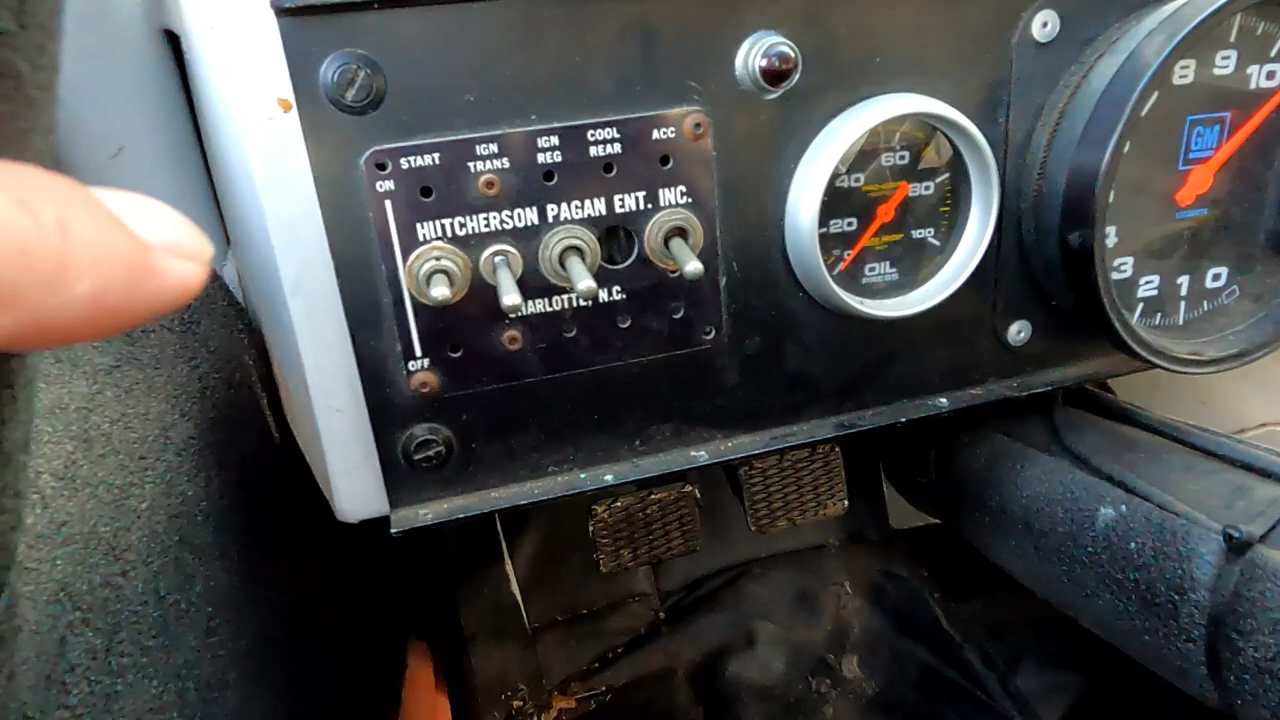 START
IGN
TRANS
IGN
REG
COOL
REAR
ACC
ON
HUTCHERSON PAGAN ENT. INC.
CHARLOTTE, N.C.
OFF
0
20
40
60
80
100
OIL
PRESS
0
1
2
3
8
9
10
GM